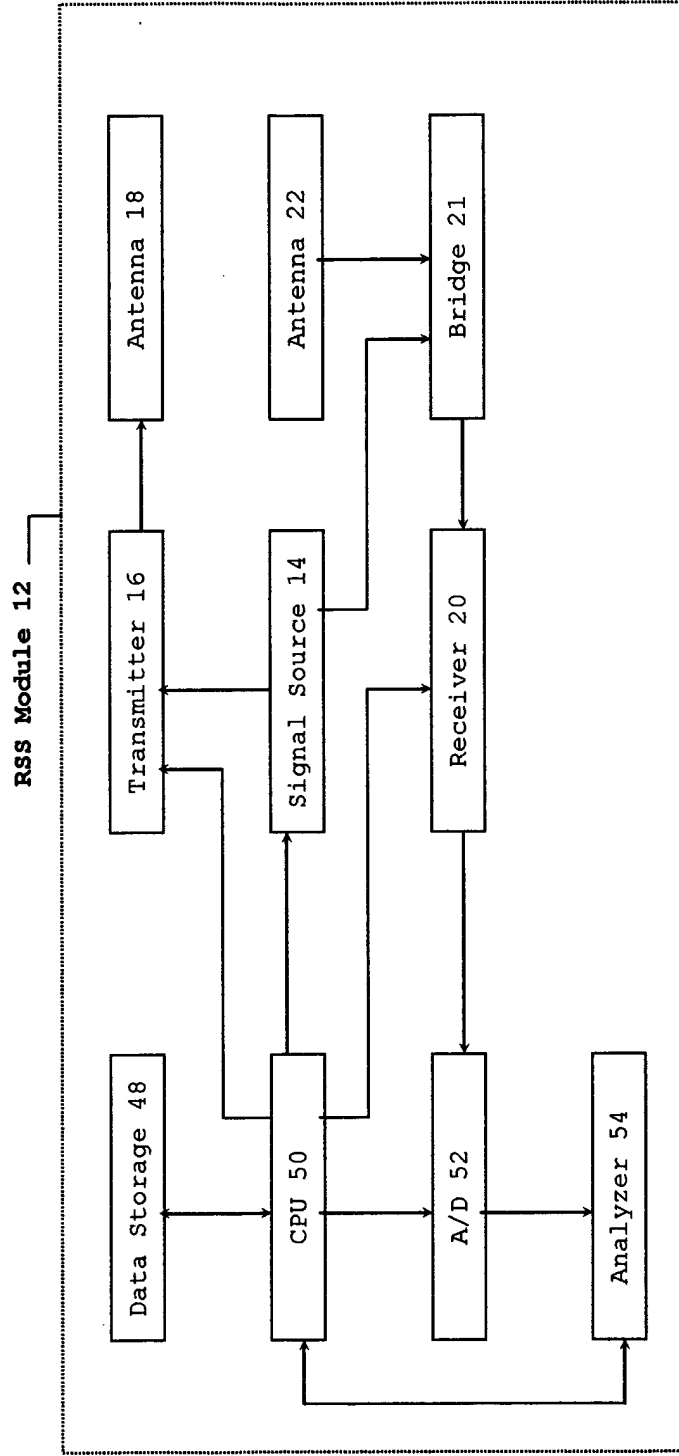 RSS Module 12
Data Storage 48
Transmitter 16
Antenna 18
CPU 50
Signal Source 14
Antenna 22
A/D 52
Receiver 20
Bridge 21
Analyzer 54